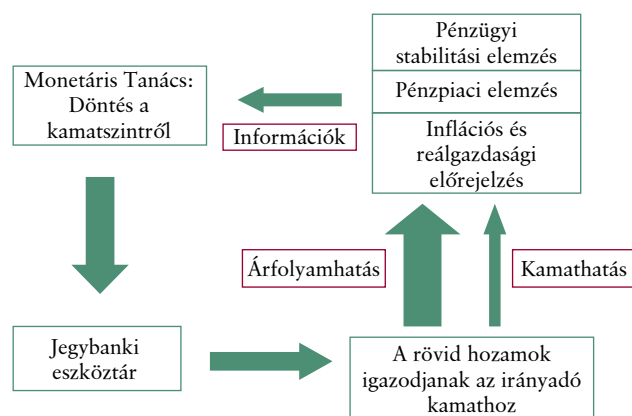 Pénzügyi
stabilitási elemzés
Pénzpiaci elemzés
Inflációs és
reálgazdasági
előrejelzés
Monetáris Tanács:
Döntés a
kamatszintről
Információk
Árfolyamhatás
Kamathatás
Jegybanki
eszköztár
A rövid hozamok
igazodjanak az irányadó
kamathoz